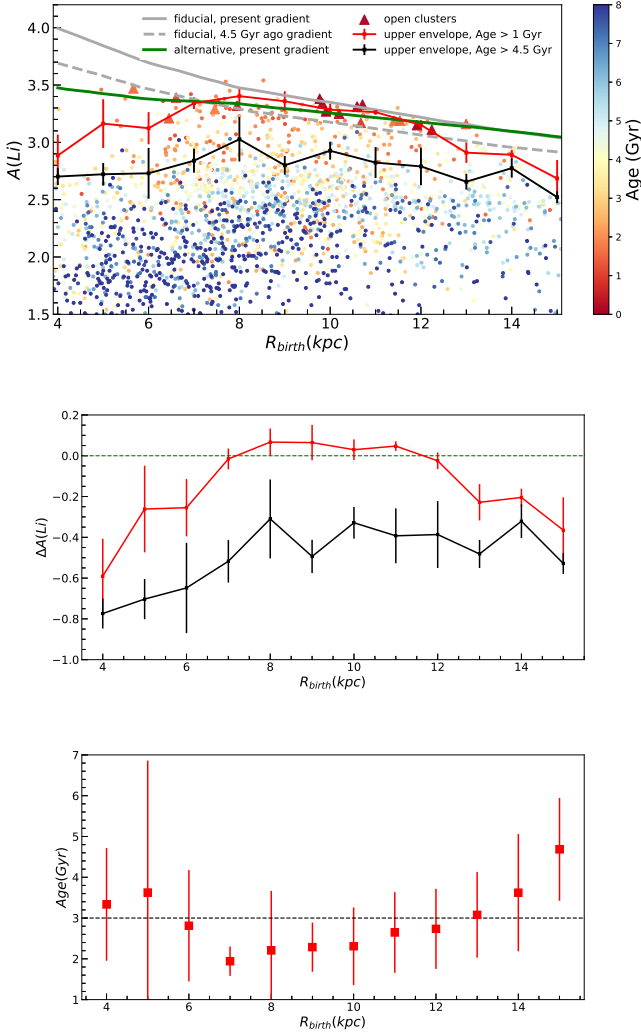 fiducial, present gradient
fiducial, 4.5 Gyr ago gradient
alternative, present gradient
open clusters
upper envelope, Age > 1 Gyr
upper envelope, Age > 4.5 Gyr
4.0
3.5
3.0
2.5
2.0
1.5
A(Li)
4 6 8 10 12 14
R_birth(kpc)
8
7
6
5
4
3
2
1
0
Age (Gyr)
0.2
0.0
−0.2
−0.4
−0.6
−0.8
−1.0
ΔA(Li)
4 6 8 10 12 14
R_birth(kpc)
7
6
5
4
3
2
1
Age(Gyr)
4 6 8 10 12 14
R_birth(kpc)